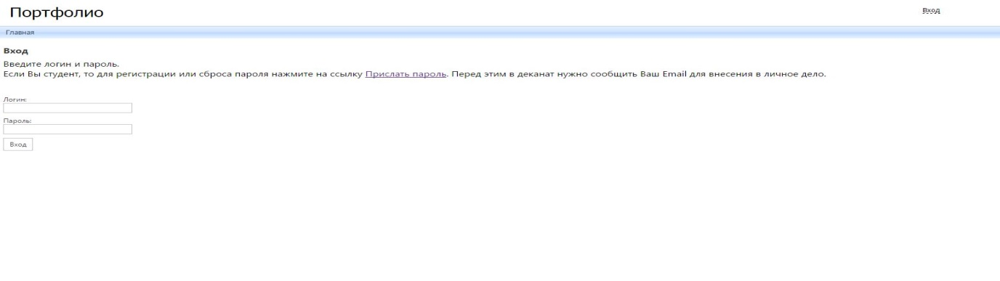 Портфолио
Вход
Главная
Вход
Введите логин и пароль.
Если Вы студент, то для регистрации или сброса пароля нажмите на ссылку Прислать пароль. Перед этим в деканат нужно сообщить Ваш Email для внесения в личное дело.
Логин:
Пароль:
Вход